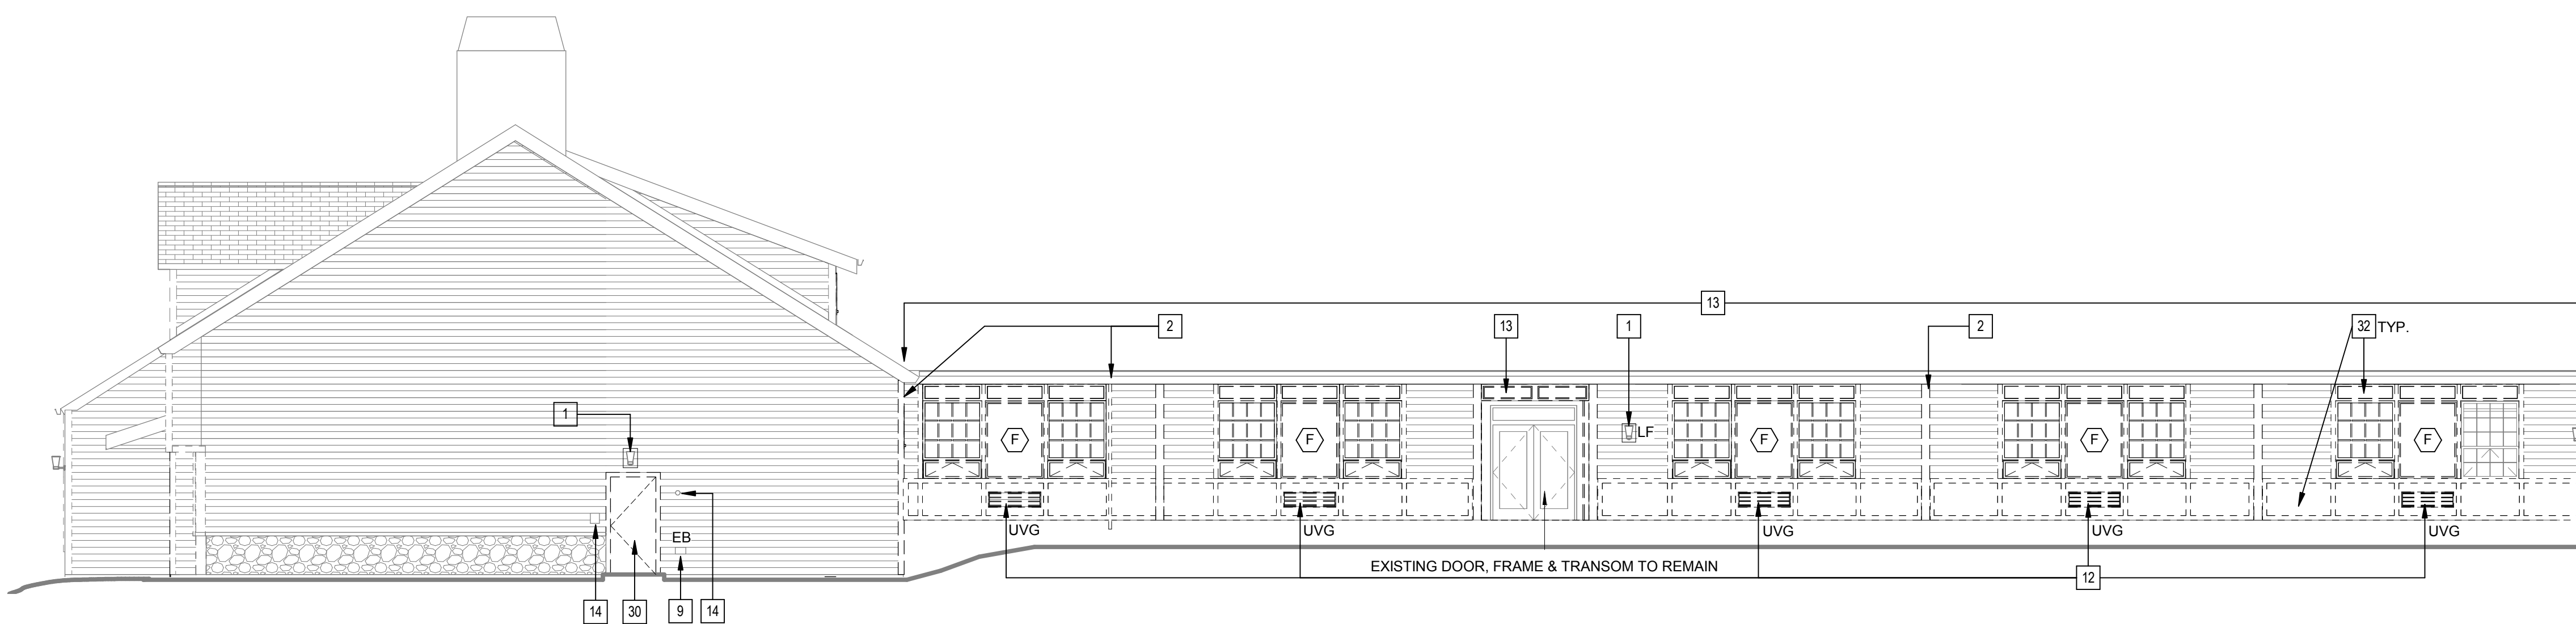 13
2
13
1
2
32 TYP.
1
LF
F
F
F
F
F
EB
UVG
UVG
UVG
UVG
UVG
EXISTING DOOR, FRAME & TRANSOM TO REMAIN
12
14
30
9
14